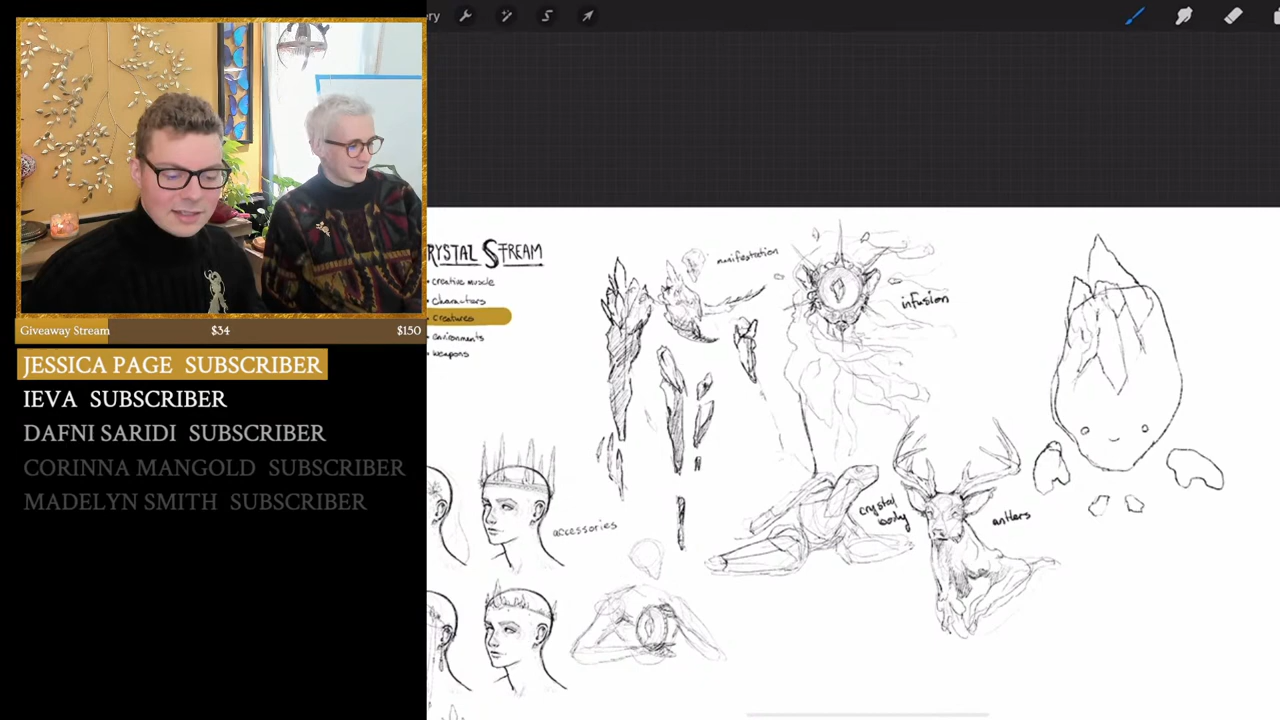 ry
Giveaway Stream $34 $150
JESSICA PAGE SUBSCRIBER
IEVA SUBSCRIBER
DAFNI SARIDI SUBSCRIBER
CORINNA MANGOLD SUBSCRIBER
MADELYN SMITH SUBSCRIBER
RYSTAL STREAM
• creative muscle
• characters
• creatures
• environments
• weapons
manifestation
infusion
accessories
crystal
body
antlers